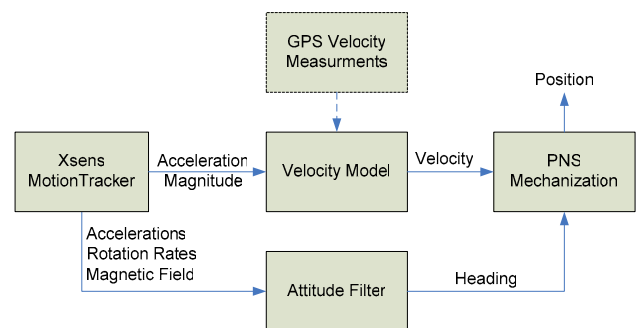 GPS Velocity
Measurments
Position
Xsens
MotionTracker
Acceleration
Magnitude
Velocity Model
Velocity
PNS
Mechanization
Accelerations
Rotation Rates
Magnetic Field
Attitude Filter
Heading